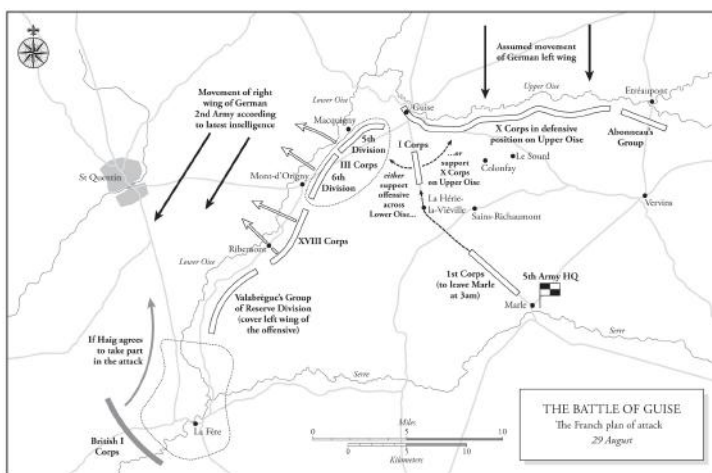 Assumed movement
of German left wing
Upper Oise
Étréaupont
Movement of right
wing of German
2nd Army according
to latest intelligence
Lower Oise
Guise
Macquigny
5th
Division
I Corps
X Corps in defensive
position on Upper Oise
Abonneau's
Group
III Corps
6th
Division
St Quentin
Mont-d'Origny
either
support
offensive
across
Lower Oise...
...or
support
X Corps
on Upper Oise
Le Sourd
Colonfay
La Hérie-
la-Viéville
Sains-Richaumont
Vervins
XVIII Corps
Ribemont
Lower Oise
Valabrègue's Group
of Reserve Division
(cover left wing of
the offensive)
1st Corps
(to leave Marle
at 3am)
5th Army HQ
Marle
Serre
If Haig agrees
to take part
in the attack
Serre
British I
Corps
La Fête
Miles
0 5 10
0 5 10
Kilometers
THE BATTLE OF GUISE
The Franch plan of attack
29 August